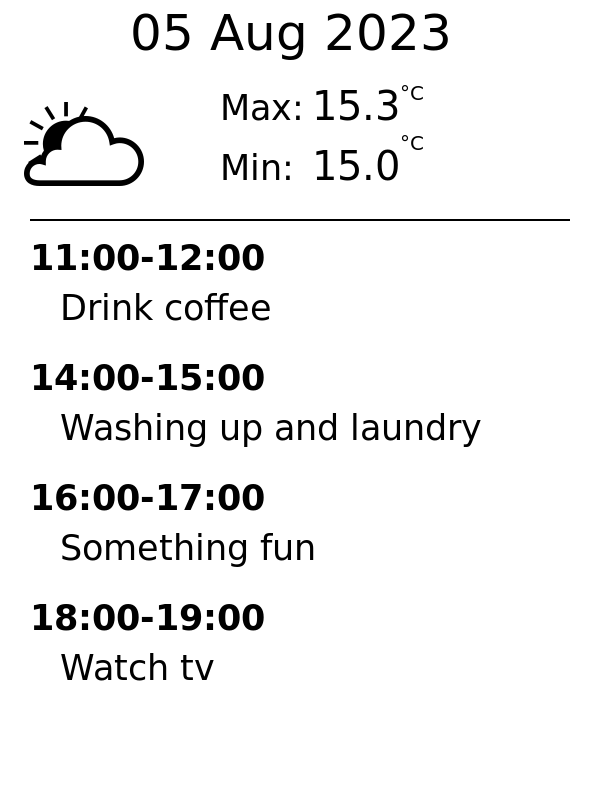 05 Aug 2023
Max: 15.3°C
Min: 15.0°C
11:00-12:00
Drink coffee
14:00-15:00
Washing up and laundry
16:00-17:00
Something fun
18:00-19:00
Watch tv